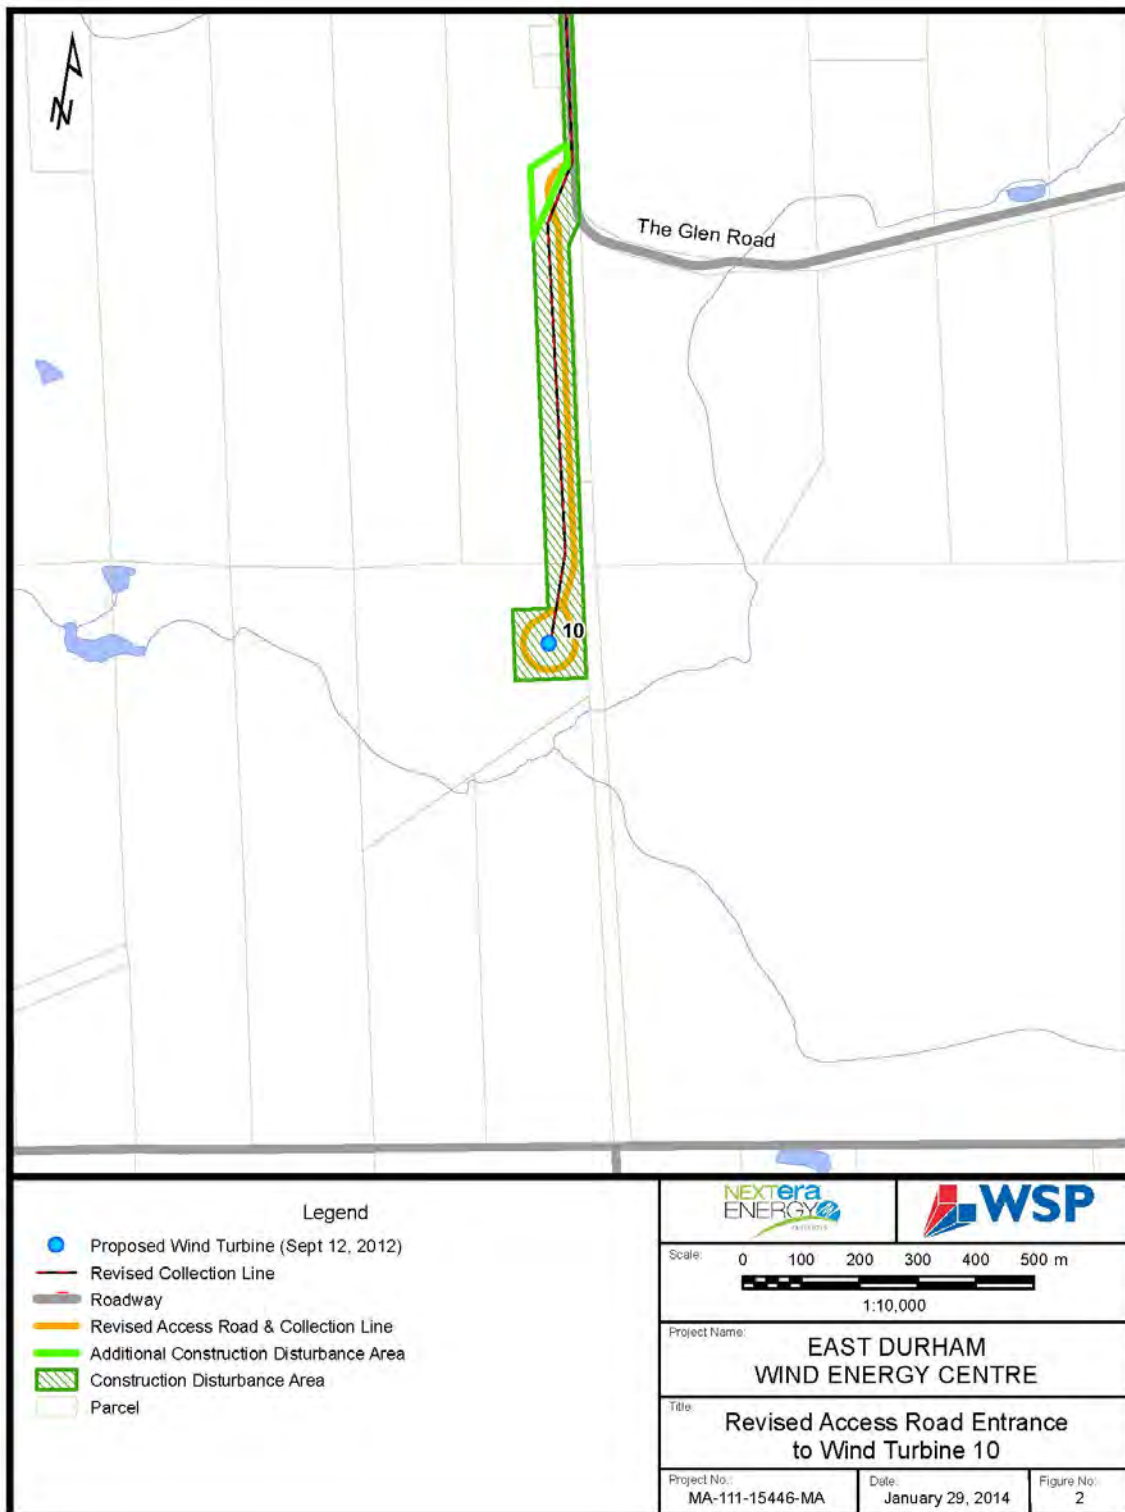 N
The Glen Road
10
Legend
Proposed Wind Turbine (Sept 12, 2012)
Revised Collection Line
Roadway
Revised Access Road & Collection Line
Additional Construction Disturbance Area
Construction Disturbance Area
Parcel
NEXTera
ENERGY
WSP
Scale:
0 100 200 300 400 500 m
1:10,000
Project Name:
EAST DURHAM
WIND ENERGY CENTRE
Title:
Revised Access Road Entrance
to Wind Turbine 10
Project No.:
MA-111-15446-MA
Date:
January 29, 2014
Figure No:
2